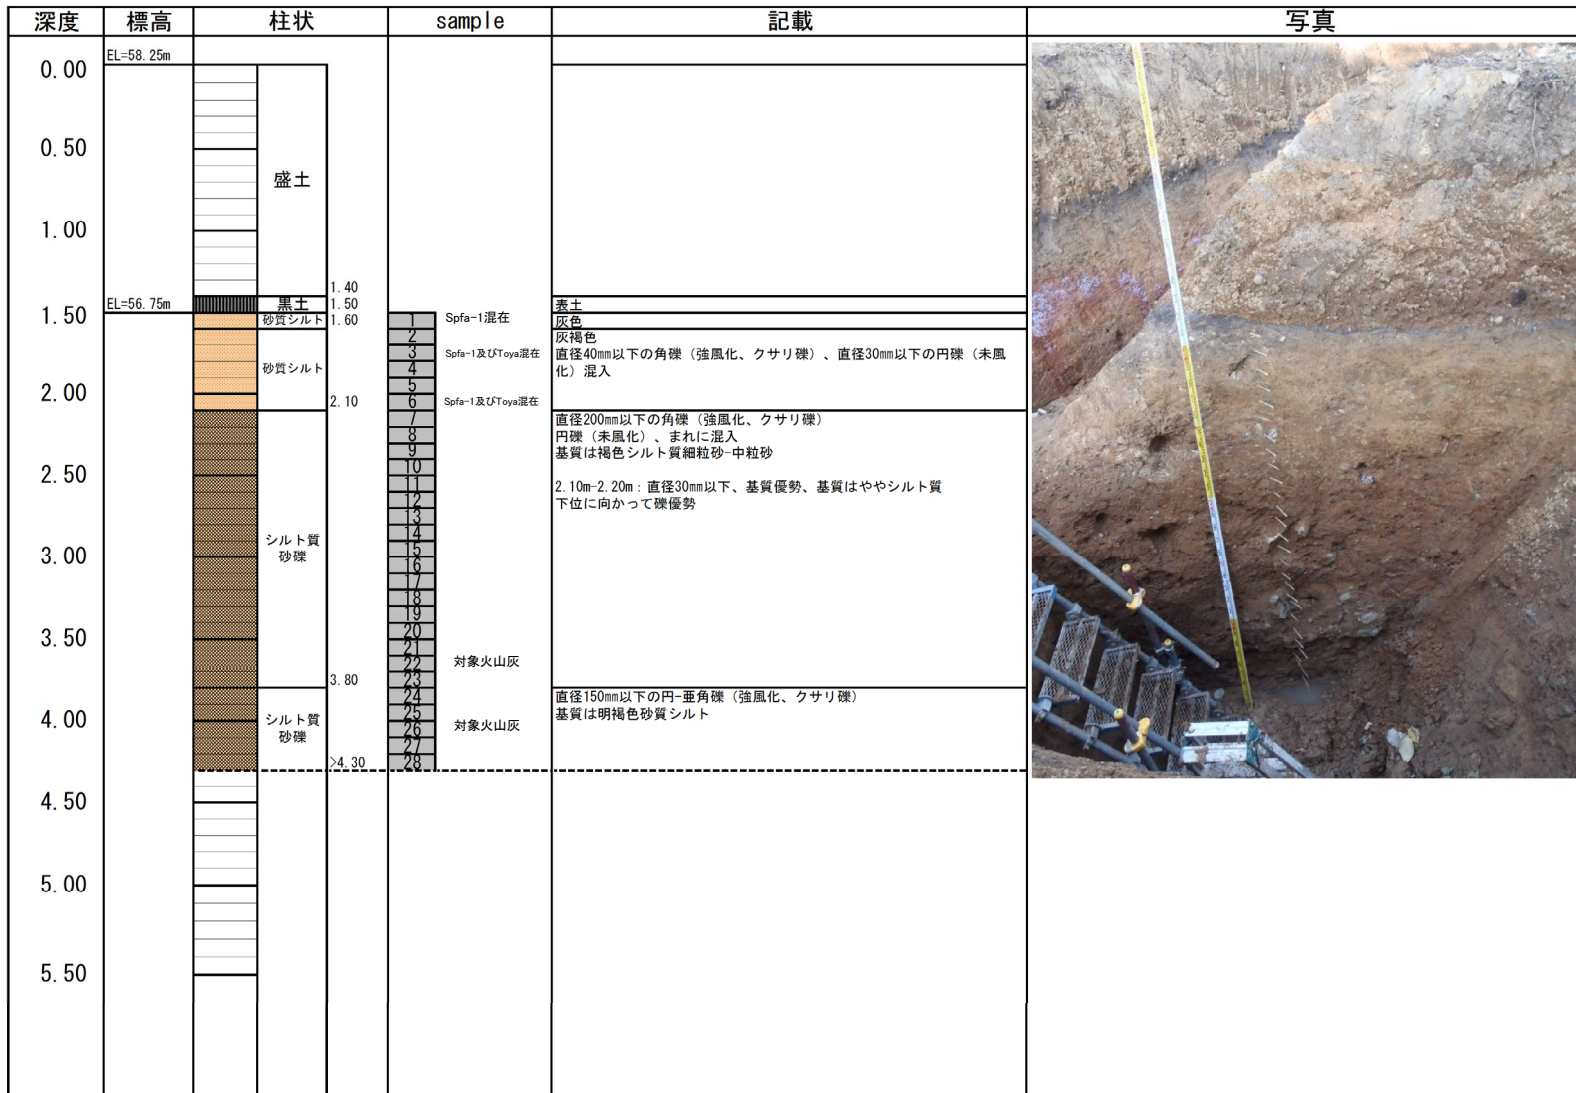 深度 標高 柱状 sample 記載 写真
EL=58.25m
0.00
0.50
盛土
1.00
1.40
EL=56.75m 黒土 1.50 表土
1.50 砂質シルト 1.60 1 Spfa-1混在 灰色
2 灰褐色
3 Spfa-1及びToya混在 直径40mm以下の角礫（強風化、クサリ礫）、直径30mm以下の円礫（未風
砂質シルト 4 化）混入
5
2.00 2.10 6 Spfa-1及びToya混在
7 直径200mm以下の角礫（強風化、クサリ礫）
8 円礫（未風化）、まれに混入
9 基質は褐色シルト質細粒砂-中粒砂
10
2.50
11 2.10m-2.20m：直径30mm以下、基質優勢、基質はややシルト質
12 下位に向かって礫優勢
13
14
シルト質 15
3.00 砂礫 16
17
18
19
20
3.50
21
22 対象火山灰
3.80 23
24 直径150mm以下の円-亜角礫（強風化、クサリ礫）
25 基質は明褐色砂質シルト
4.00 シルト質 26 対象火山灰
砂礫 27
>4.30 28
4.50
5.00
5.50